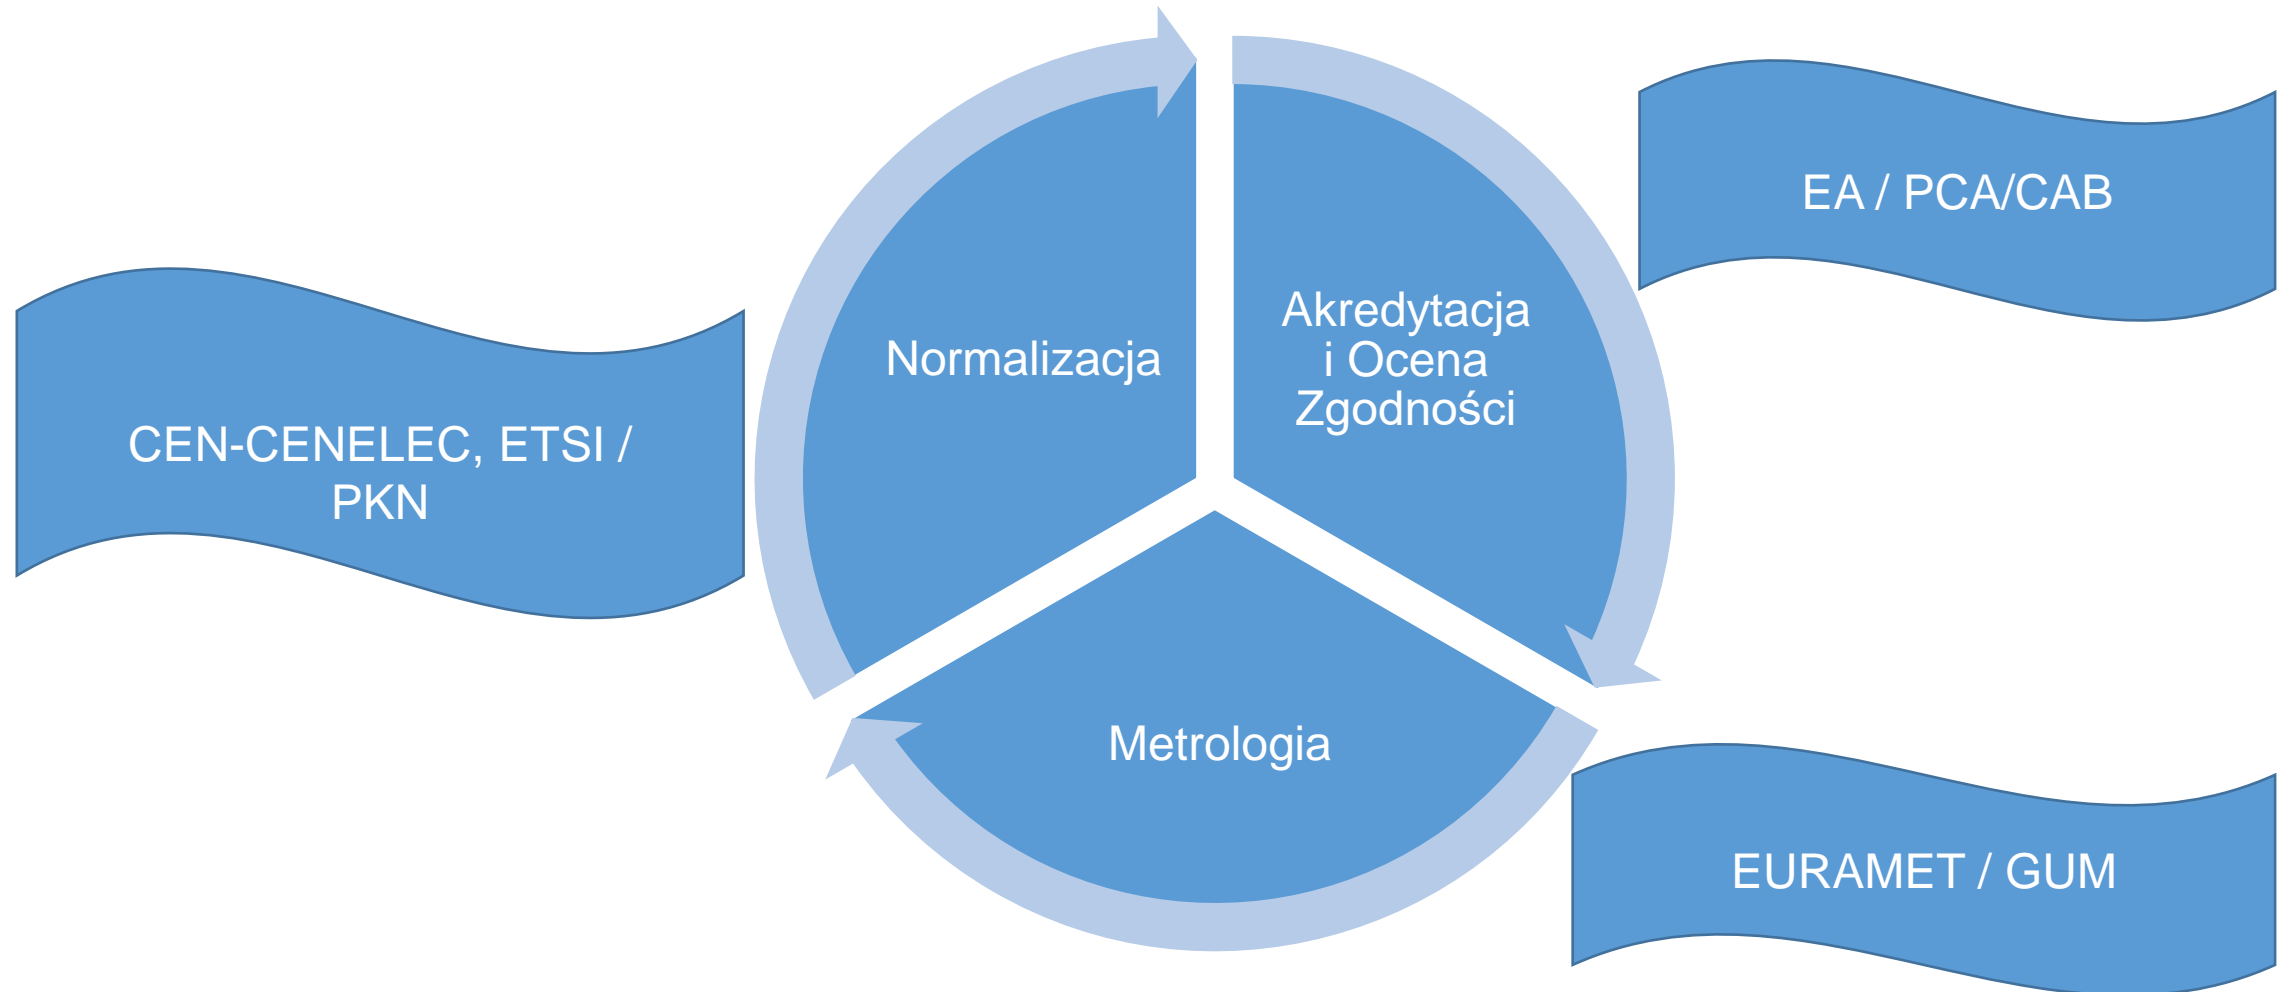 EA / PCA/CAB
Akredytacja
i Ocena
Zgodności
Normalizacja
CEN-CENELEC, ETSI /
PKN
Metrologia
EURAMET / GUM